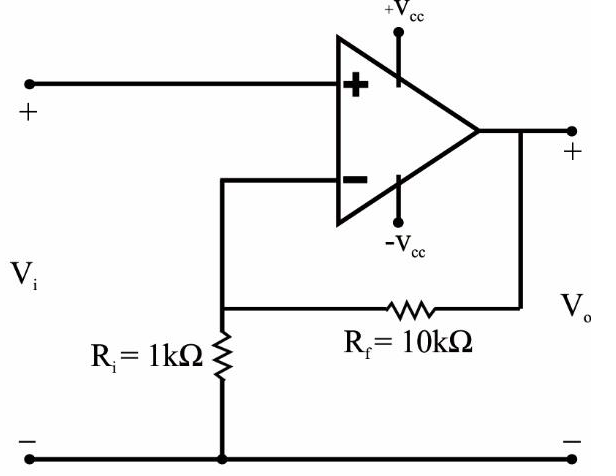 +Vcc
+
+
+
−
-Vcc
Vi
Vo
Ri = 1kΩ
Rf = 10kΩ
−
−